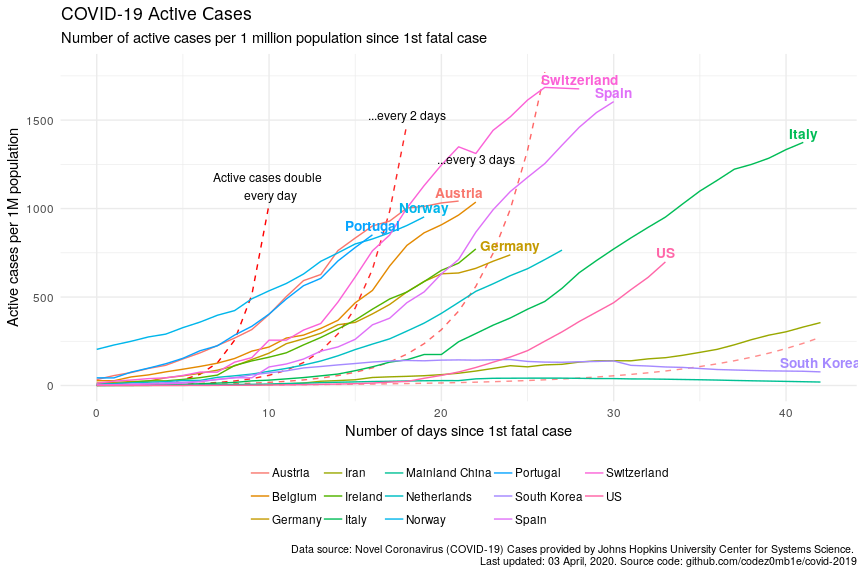 COVID-19 Active Cases
Number of active cases per 1 million population since 1st fatal case
Active cases per 1M population
1500
1000
500
0
Switzerland
Spain
...every 2 days
Italy
...every 3 days
Active cases double
every day
Austria
Norway
Portugal
Germany
US
South Korea
0
10
20
30
40
Number of days since 1st fatal case
Austria
Iran
Mainland China
Portugal
Switzerland
Belgium
Ireland
Netherlands
South Korea
US
Germany
Italy
Norway
Spain
Data source: Novel Coronavirus (COVID-19) Cases provided by Johns Hopkins University Center for Systems Science.
Last updated: 03 April, 2020. Source code: github.com/codez0mb1e/covid-2019